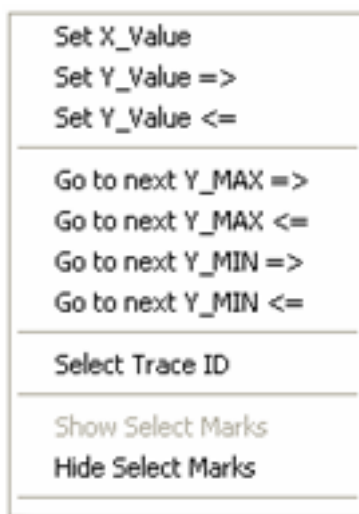 Set X_Value
Set Y_Value =>
Set Y_Value <=
Go to next Y_MAX =>
Go to next Y_MAX <=
Go to next Y_MIN =>
Go to next Y_MIN <=
Select Trace ID
Show Select Marks
Hide Select Marks